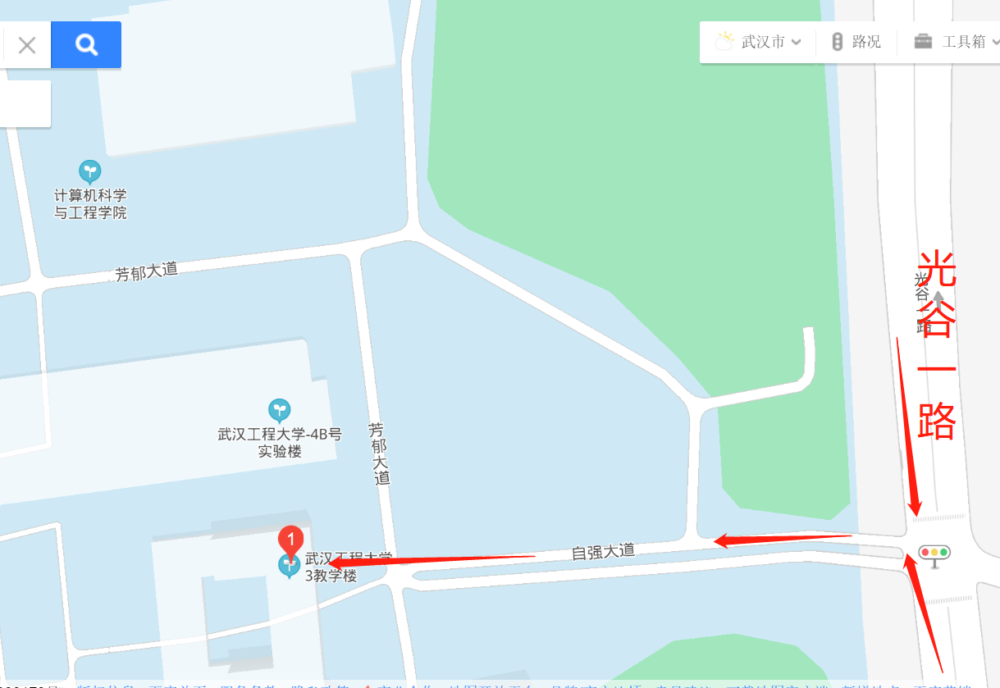 武汉市
路况
工具箱
计算机科学
与工程学院
芳郁大道
光谷一路
光谷一路
武汉工程大学-4B号
实验楼
芳郁大道
1
武汉工程大学
3教学楼
自强大道